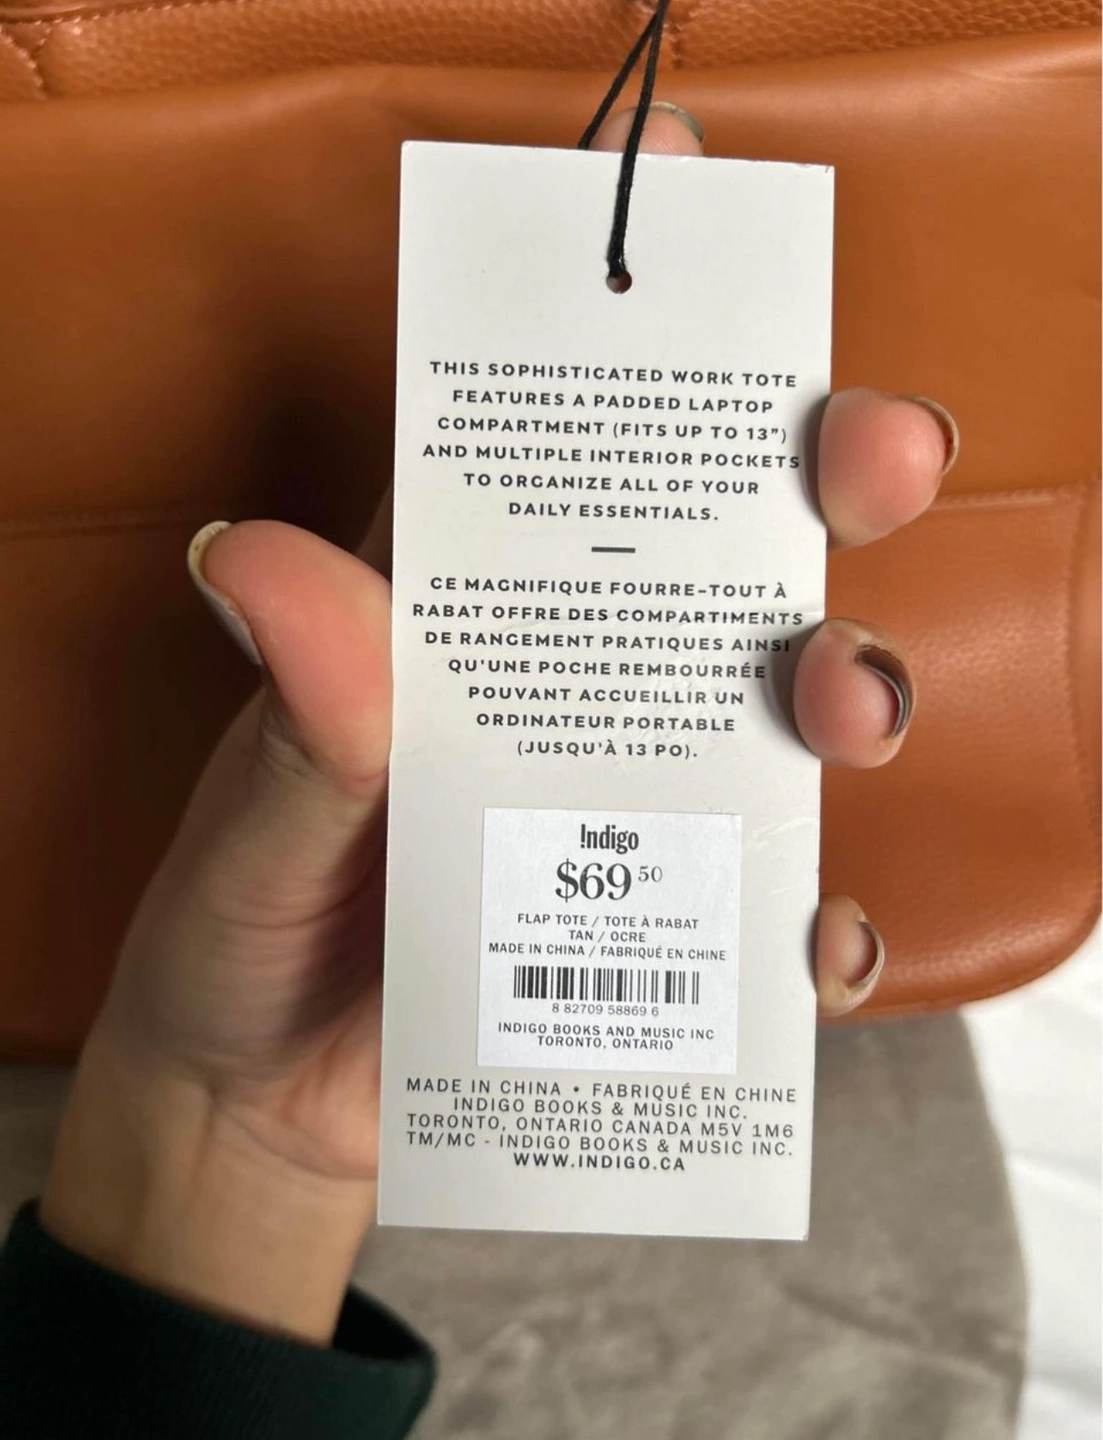 THIS SOPHISTICATED WORK TOTE
FEATURES A PADDED LAPTOP
COMPARTMENT (FITS UP TO 13")
AND MULTIPLE INTERIOR POCKETS
TO ORGANIZE ALL OF YOUR
DAILY ESSENTIALS.
CE MAGNIFIQUE FOURRE-TOUT À
RABAT OFFRE DES COMPARTIMENTS
DE RANGEMENT PRATIQUES AINSI
QU'UNE POCHE REMBOURRÉE
POUVANT ACCUEILLIR UN
ORDINATEUR PORTABLE
(JUSQU'À 13 PO).
!ndigo
$69 50
FLAP TOTE / TOTE À RABAT
TAN / OCRE
MADE IN CHINA / FABRIQUÉ EN CHINE
8 82709 58869 6
INDIGO BOOKS AND MUSIC INC
TORONTO, ONTARIO
MADE IN CHINA • FABRIQUÉ EN CHINE
INDIGO BOOKS & MUSIC INC.
TORONTO, ONTARIO CANADA M5V 1M6
TM/MC - INDIGO BOOKS & MUSIC INC.
WWW.INDIGO.CA